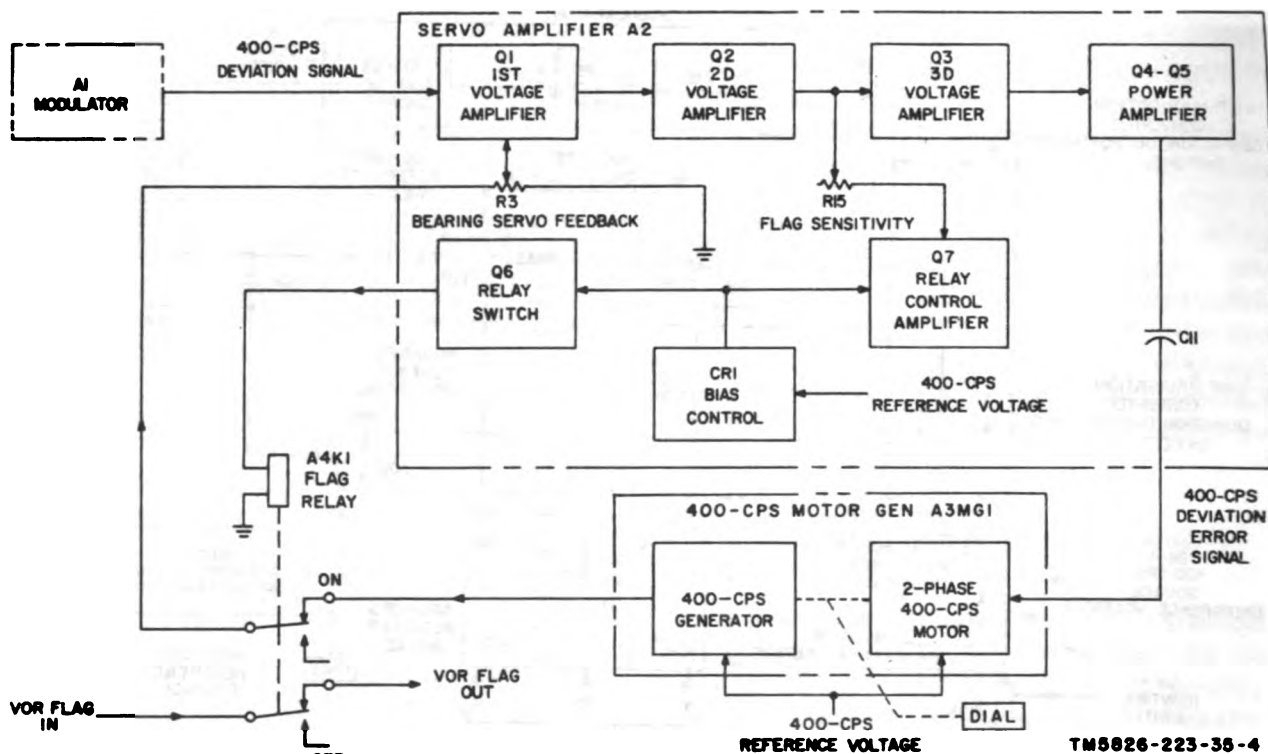 SERVO AMPLIFIER A2
A1
MODULATOR
400-CPS
DEVIATION SIGNAL
Q1
1ST
VOLTAGE
AMPLIFIER
Q2
2D
VOLTAGE
AMPLIFIER
Q3
3D
VOLTAGE
AMPLIFIER
Q4-Q5
POWER
AMPLIFIER
R3
BEARING SERVO FEEDBACK
R15
FLAG SENSITIVITY
Q6
RELAY
SWITCH
Q7
RELAY
CONTROL
AMPLIFIER
C11
CR1
BIAS
CONTROL
400-CPS
REFERENCE VOLTAGE
A4K1
FLAG
RELAY
400-CPS
DEVIATION
ERROR
SIGNAL
400-CPS MOTOR GEN A3MG1
ON
400-CPS
GENERATOR
2-PHASE
400-CPS
MOTOR
VOR FLAG
OUT
VOR FLAG
IN
400-CPS
REFERENCE VOLTAGE
DIAL
TM5826-223-35-4